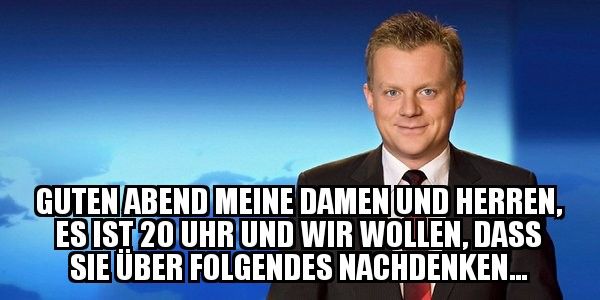 GUTEN ABEND MEINE DAMEN UND HERREN,
ES IST 20 UHR UND WIR WOLLEN, DASS
SIE ÜBER FOLGENDES NACHDENKEN...